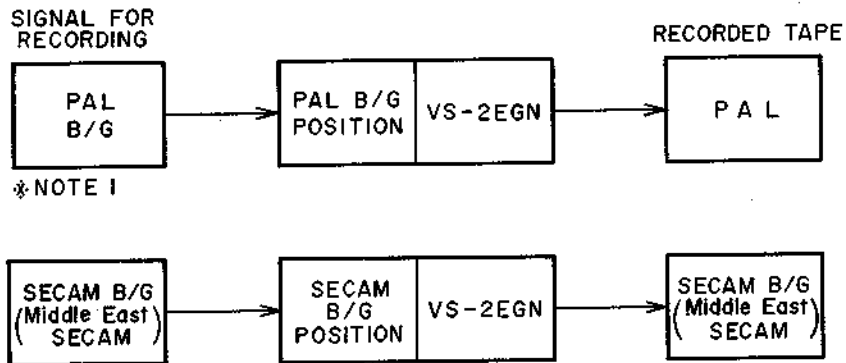 SIGNAL FOR
RECORDING
RECORDED TAPE
PAL
B/G
PAL B/G
POSITION
VS-2EGN
PAL
※NOTE 1
SECAM B/G
(Middle East)
SECAM
SECAM
B/G
POSITION
VS-2EGN
SECAM B/G
(Middle East)
SECAM